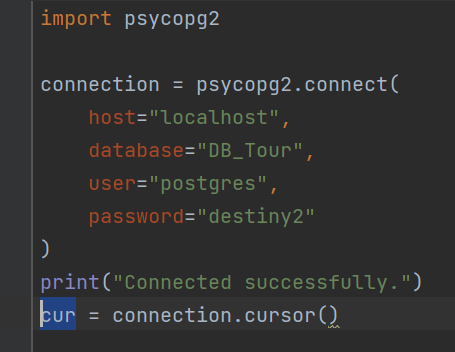 import psycopg2

connection = psycopg2.connect(
    host="localhost",
    database="DB_Tour",
    user="postgres",
    password="destiny2"
)
print("Connected successfully.")
cur = connection.cursor()